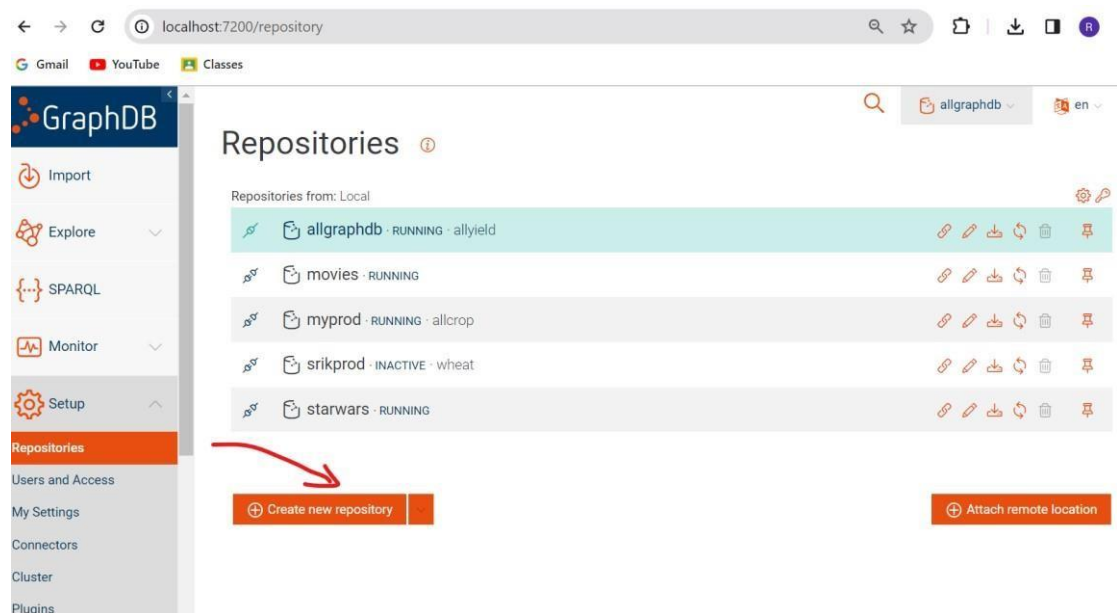 localhost:7200/repository
R
Gmail YouTube Classes
GraphDB
allgraphdb en
Repositories
Import
Repositories from: Local
Explore
allgraphdb · RUNNING · allyield
movies · RUNNING
SPARQL
myprod · RUNNING · allcrop
Monitor
srikprod · INACTIVE · wheat
Setup
starwars · RUNNING
Repositories
Users and Access
My Settings
Create new repository
Attach remote location
Connectors
Cluster
Plugins